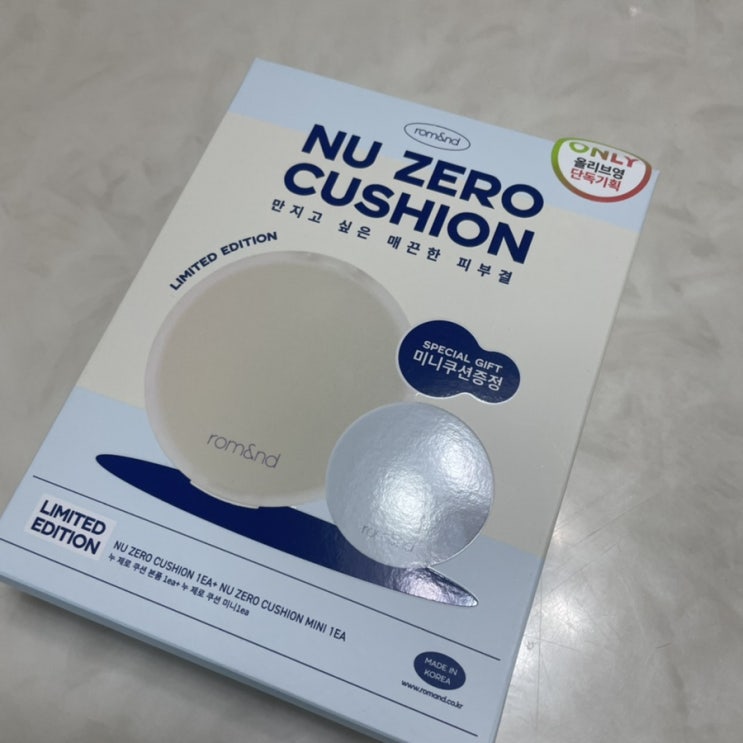 rom&nd
NU ZERO
CUSHION
만지고 싶은 매끈한 피부결
ONLY
올리브영
단독기획
LIMITED EDITION
SPECIAL GIFT
미니쿠션증정
rom&nd
rom&nd
LIMITED
EDITION
NU ZERO CUSHION 1EA+ NU ZERO CUSHION MINI 1EA
누 제로 쿠션 본품 1ea+ 누 제로 쿠션 미니1ea
MADE IN
KOREA
www.romand.co.kr